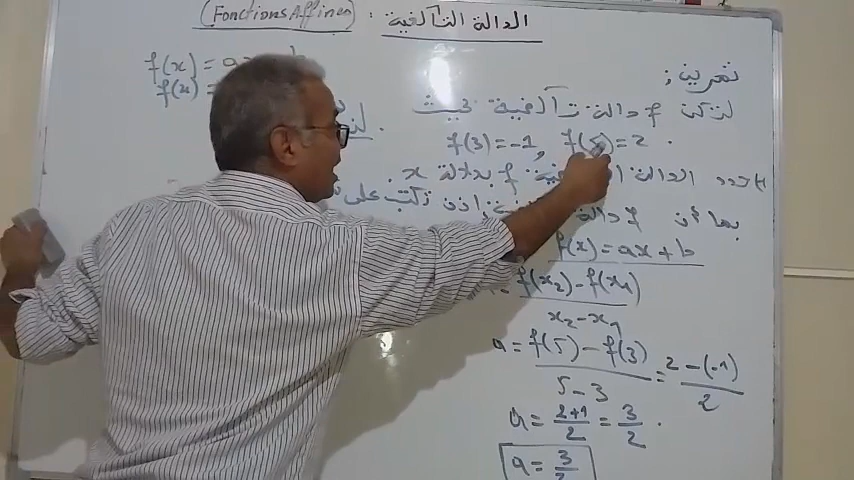 الدالة التآلفية : (Fonctions Affines)
f(x) = ax
f(x) =
تمرين :
لتكن f دالة تآلفية حيث
f(3) = -1 , f(5) = 2 .
حدد الدالة f بدلالة x
بما أن f دالة إذن تكتب على
f(x) = ax + b
f(x₂) - f(x₁)
x₂ - x₁
a = f(5) - f(3) / 5 - 3 = 2 - (-1) / 2
a = 2+1 / 2 = 3 / 2 .
a = 3 / 2